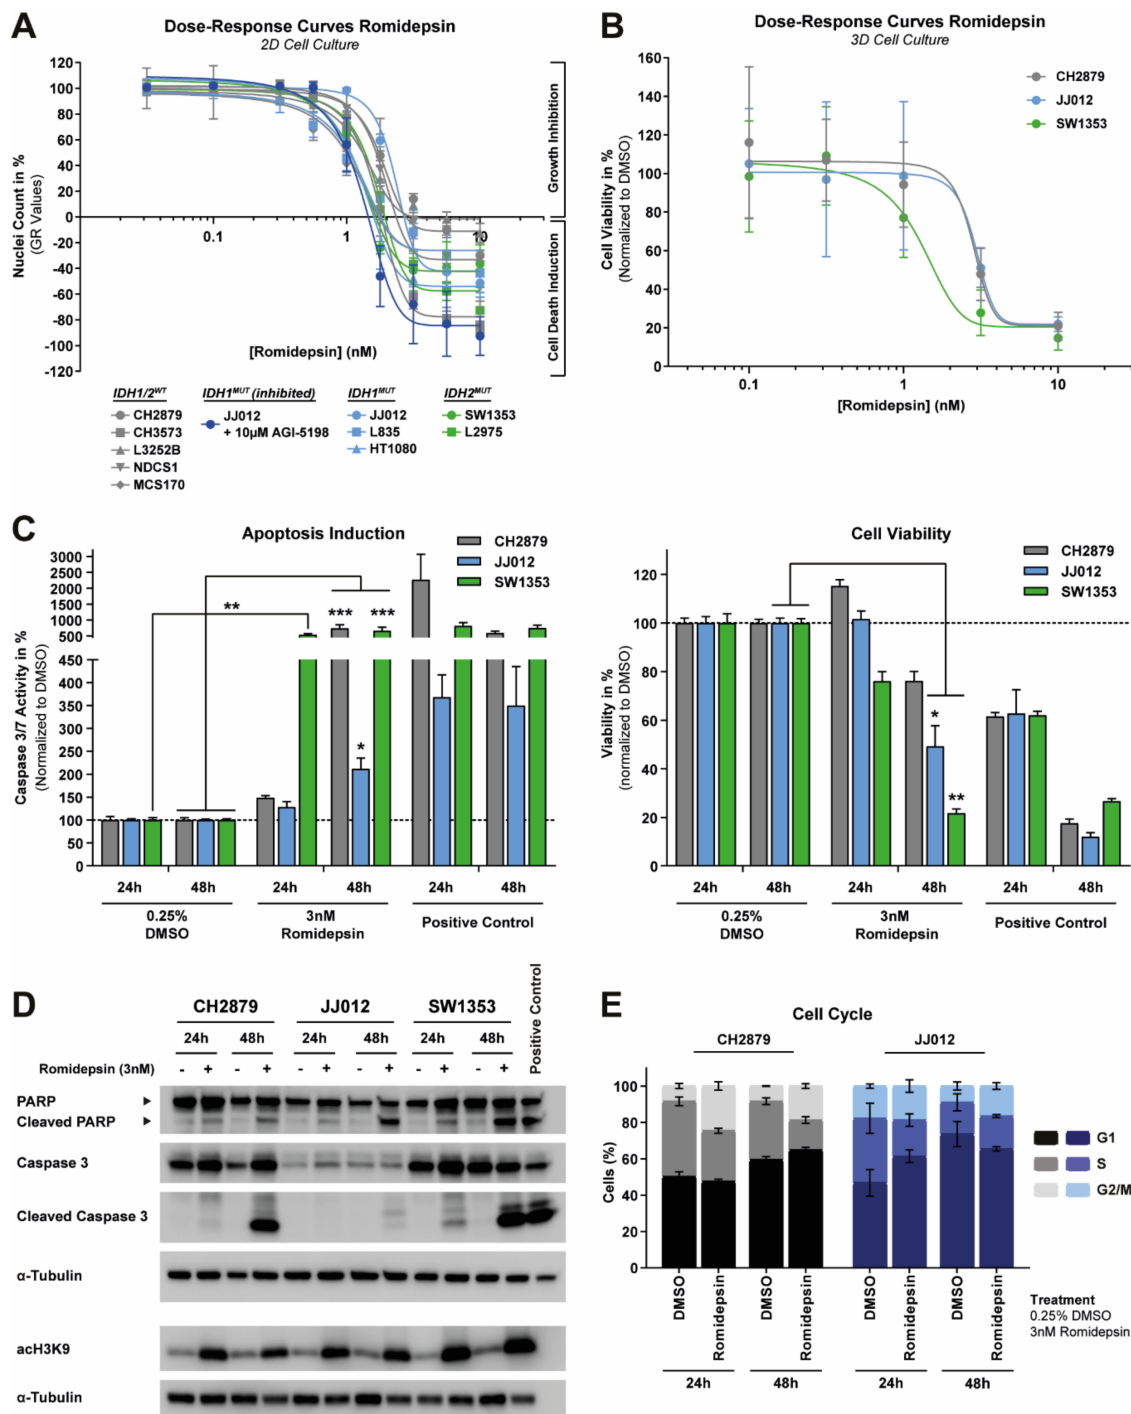 A
Dose-Response Curves Romidepsin
2D Cell Culture
Nuclei Count in %
(GR Values)
120
100
80
60
40
20
0
-20
-40
-60
-80
-100
-120
0.1
1
10
[Romidepsin] (nM)
Growth Inhibition
Cell Death Induction
IDH1/2WT
CH2879
CH3573
L3252B
NDCS1
MCS170
IDH1MUT (inhibited)
JJ012
+ 10µM AGI-5198
IDH1MUT
JJ012
L835
HT1080
IDH2MUT
SW1353
L2975
B
Dose-Response Curves Romidepsin
3D Cell Culture
CH2879
JJ012
SW1353
Cell Viability in %
(Normalized to DMSO)
160
140
120
100
80
60
40
20
0
0.1
1
10
[Romidepsin] (nM)
C
Apoptosis Induction
CH2879
JJ012
SW1353
Caspase 3/7 Activity in %
(Normalized to DMSO)
3000
2500
2000
1500
1000
500
450
400
350
300
250
200
150
100
50
0
**
***
***
*
24h
48h
24h
48h
24h
48h
0.25%
DMSO
3nM
Romidepsin
Positive Control
Cell Viability
CH2879
JJ012
SW1353
Viability in %
(normalized to DMSO)
120
100
80
60
40
20
0
*
**
24h
48h
24h
48h
24h
48h
0.25%
DMSO
3nM
Romidepsin
Positive Control
D
CH2879
JJ012
SW1353
Positive Control
24h
48h
24h
48h
24h
48h
Romidepsin (3nM)
- + - + - + - + - + - +
PARP
Cleaved PARP
Caspase 3
Cleaved Caspase 3
α-Tubulin
acH3K9
α-Tubulin
E
Cell Cycle
CH2879
JJ012
Cells (%)
100
80
60
40
20
0
G1
S
G2/M
DMSO
Romidepsin
DMSO
Romidepsin
DMSO
Romidepsin
DMSO
Romidepsin
24h
48h
24h
48h
Treatment
0.25% DMSO
3nM Romidepsin